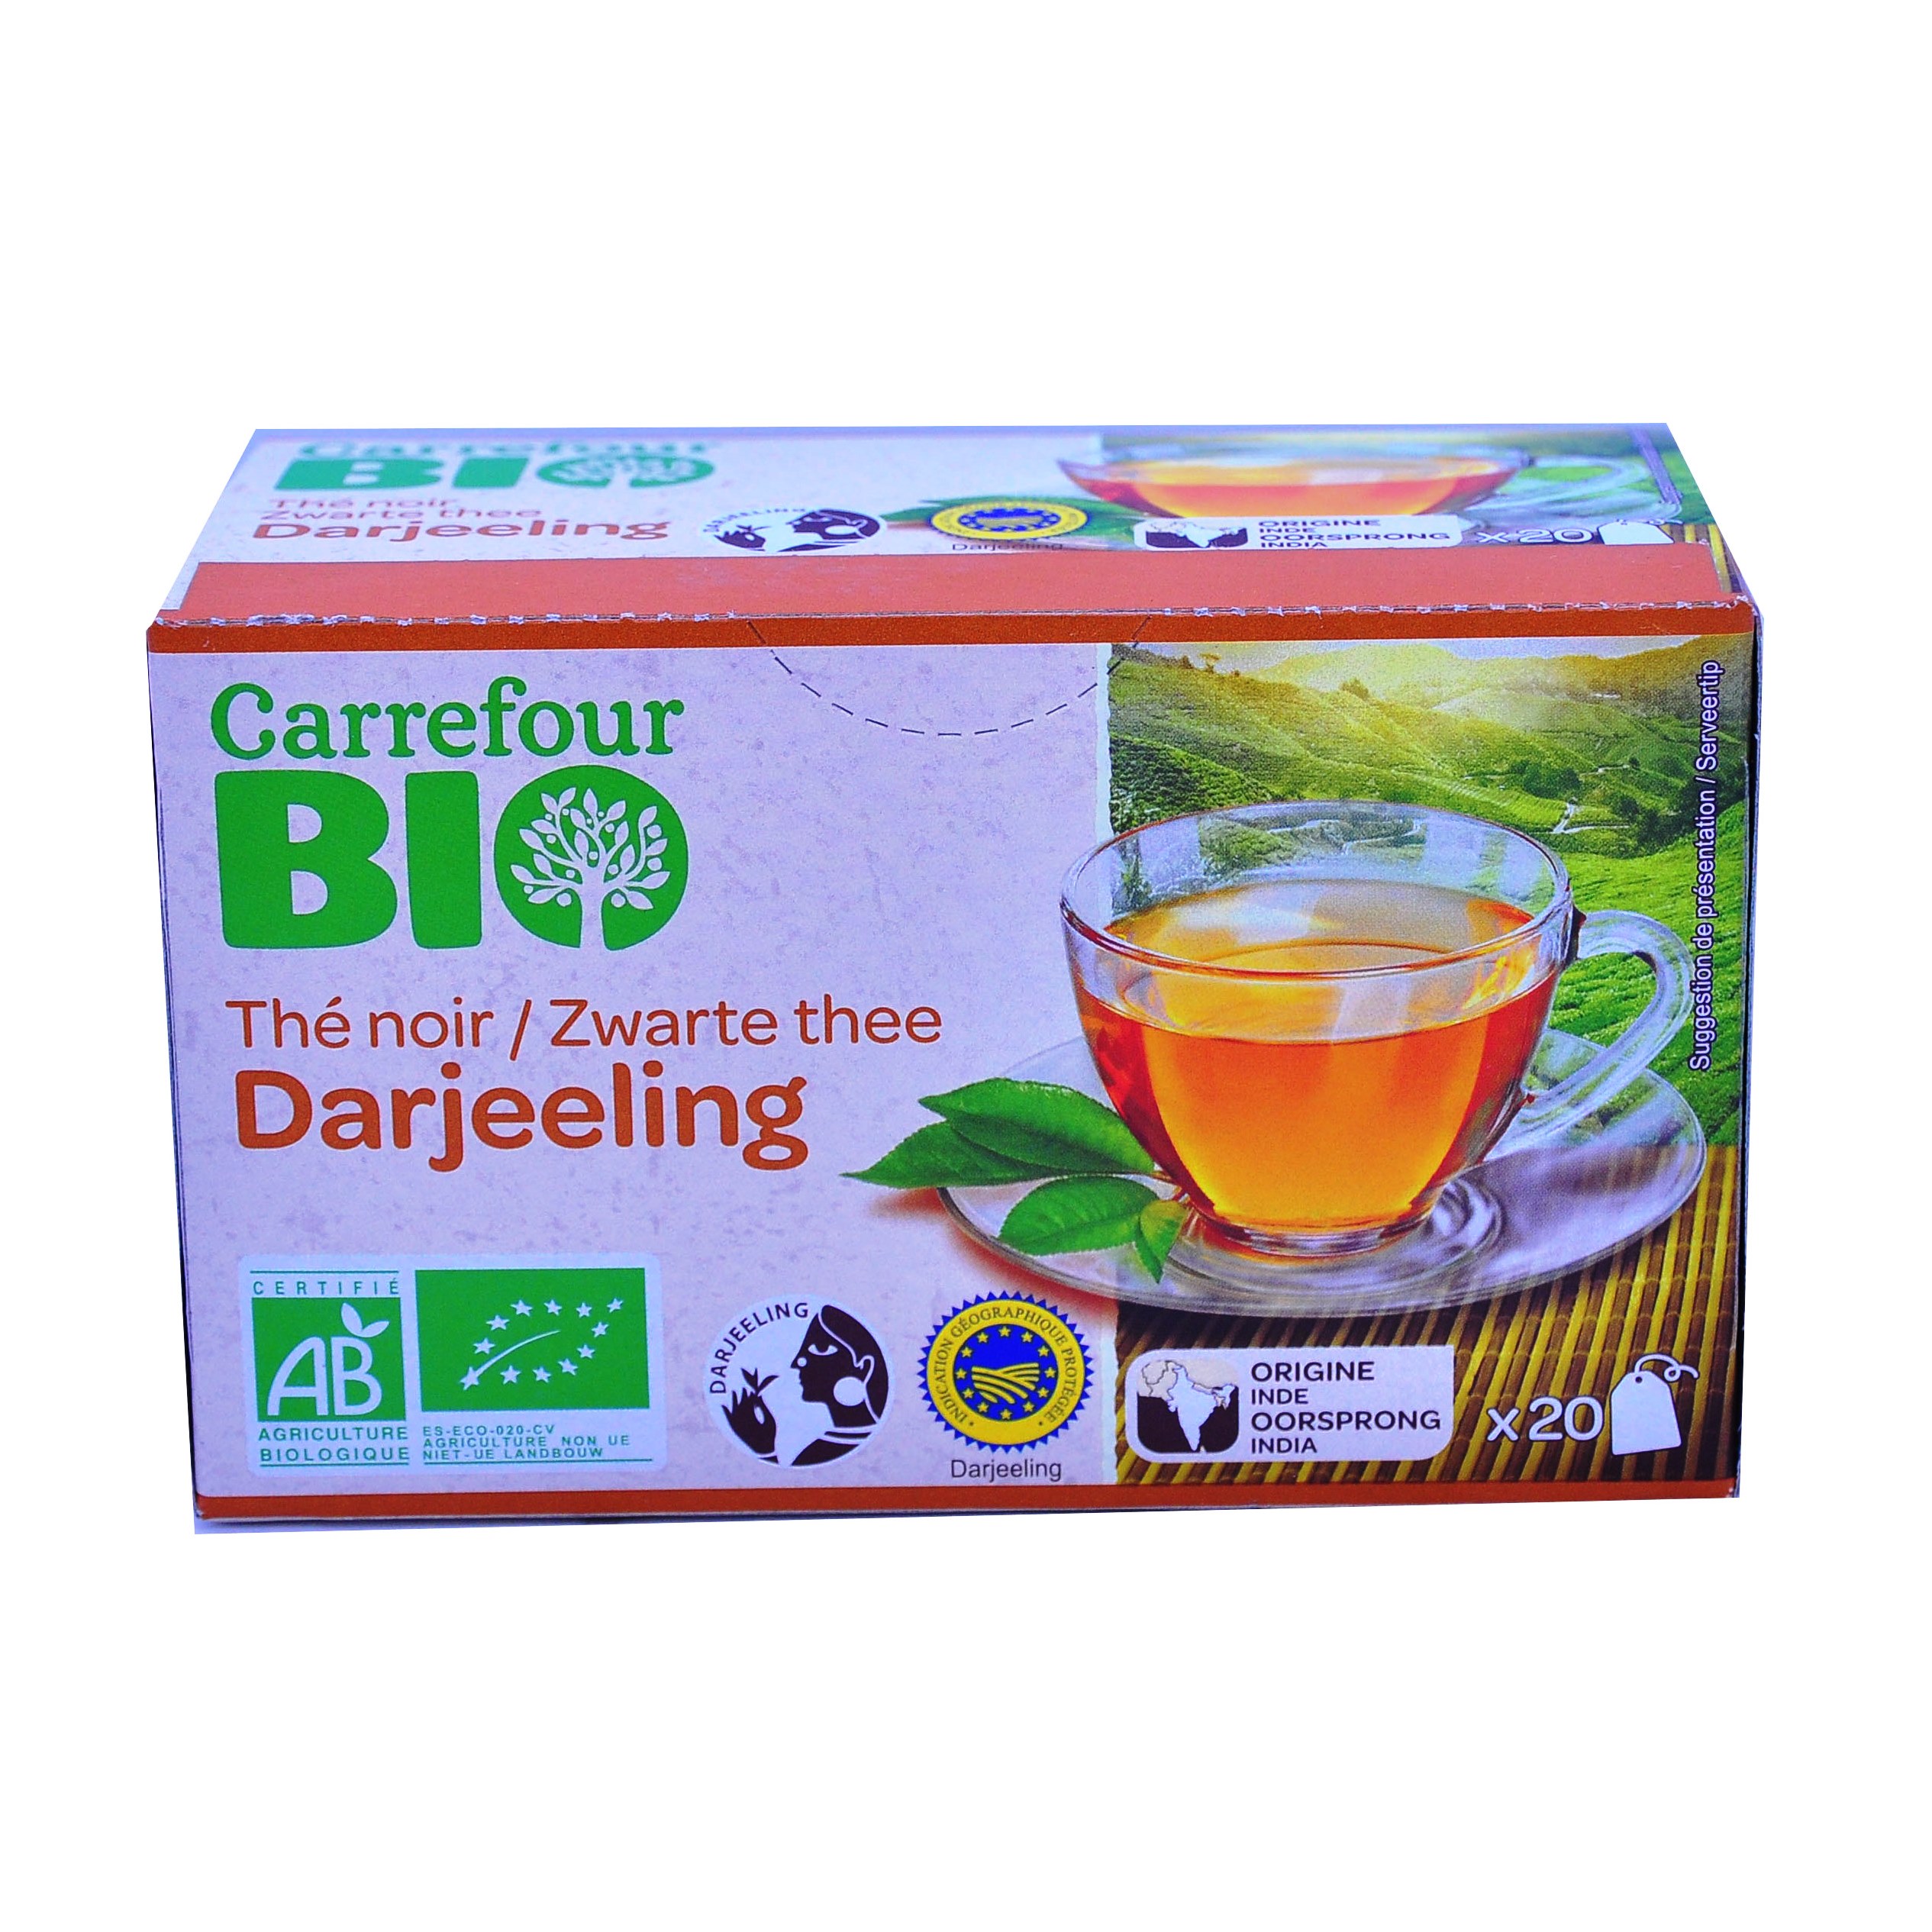 Carrefour
BIO
Thé noir
Zwarte thee
Darjeeling
DARJEELING
Darjeeling
ORIGINE
INDE
OORSPRONG
INDIA
x20
Carrefour
BIO
Thé noir / Zwarte thee
Darjeeling
Suggestion de présentation / Serveertip
CERTIFIÉ
AB
AGRICULTURE
BIOLOGIQUE
ES-ECO-020-CV
AGRICULTURE NON UE
NIET-UE LANDBOUW
DARJEELING
INDICATION GÉOGRAPHIQUE PROTÉGÉE
Darjeeling
ORIGINE
INDE
OORSPRONG
INDIA
x20